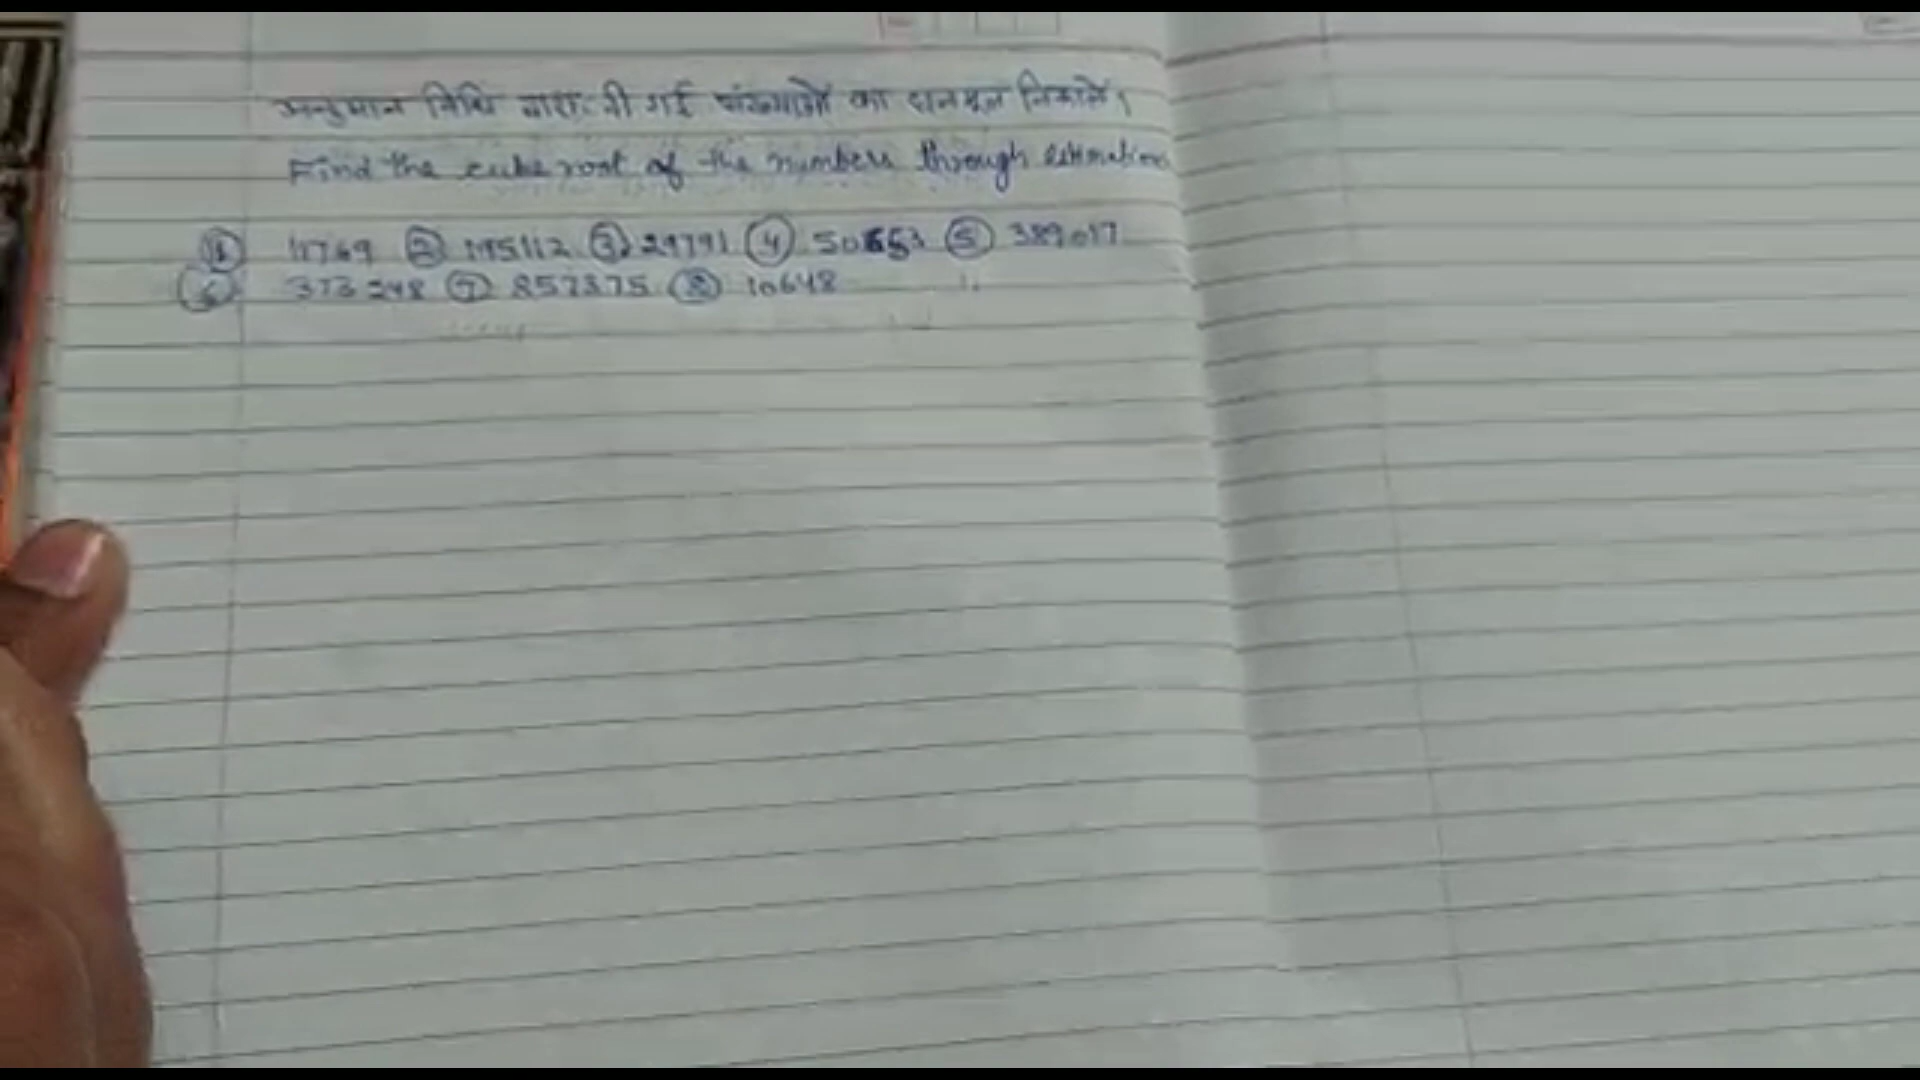 अनुमान विधि द्वारा दी गई संख्याओं का घनमूल निकालें।
Find the cube root of the numbers through estimation
① 11769 ② 195112 ③ 29791 ④ 50653 ⑤ 389017
⑥ 373248 ⑦ 857375 ⑧ 10648